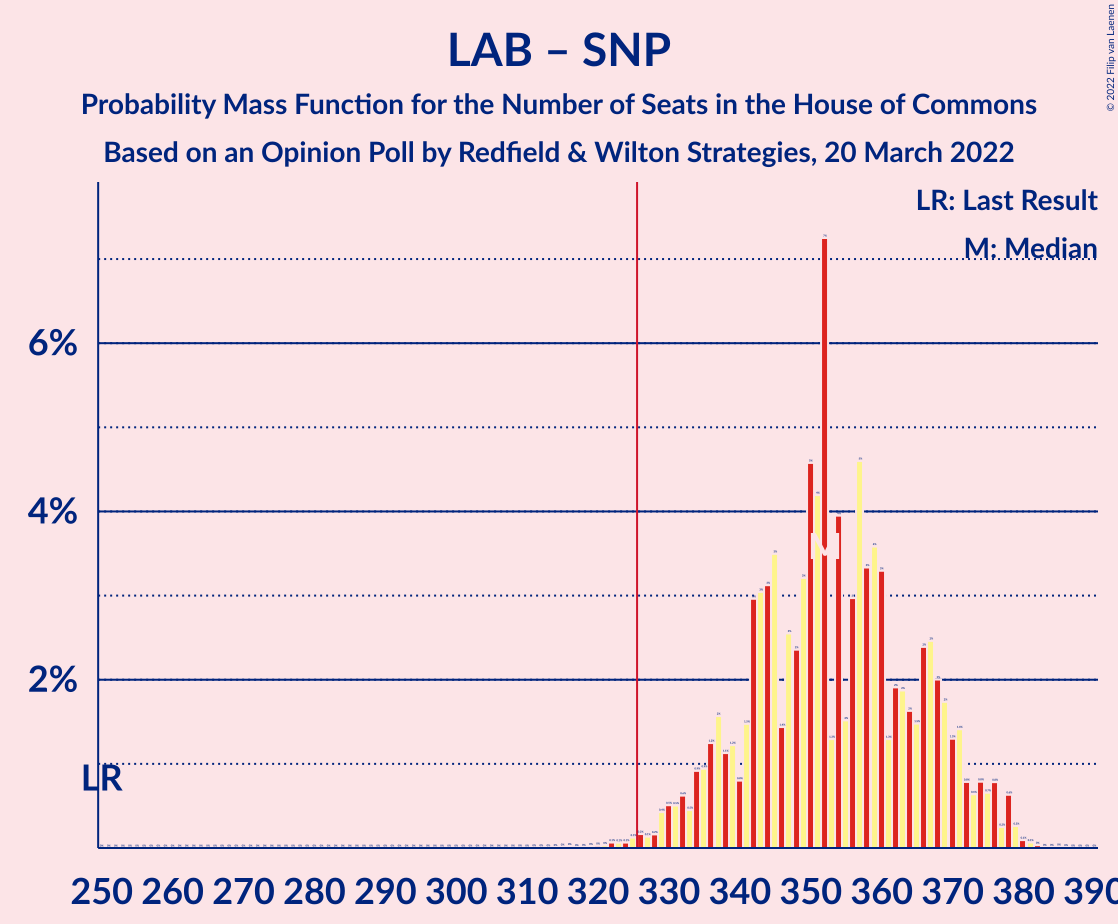 LAB – SNP
Probability Mass Function for the Number of Seats in the House of Commons
Based on an Opinion Poll by Redfield & Wilton Strategies, 20 March 2022
© 2022 Filip van Laenen
LR: Last Result
M: Median
6%
4%
2%
M
LR
250 260 270 280 290 300 310 320 330 340 350 360 370 380 390